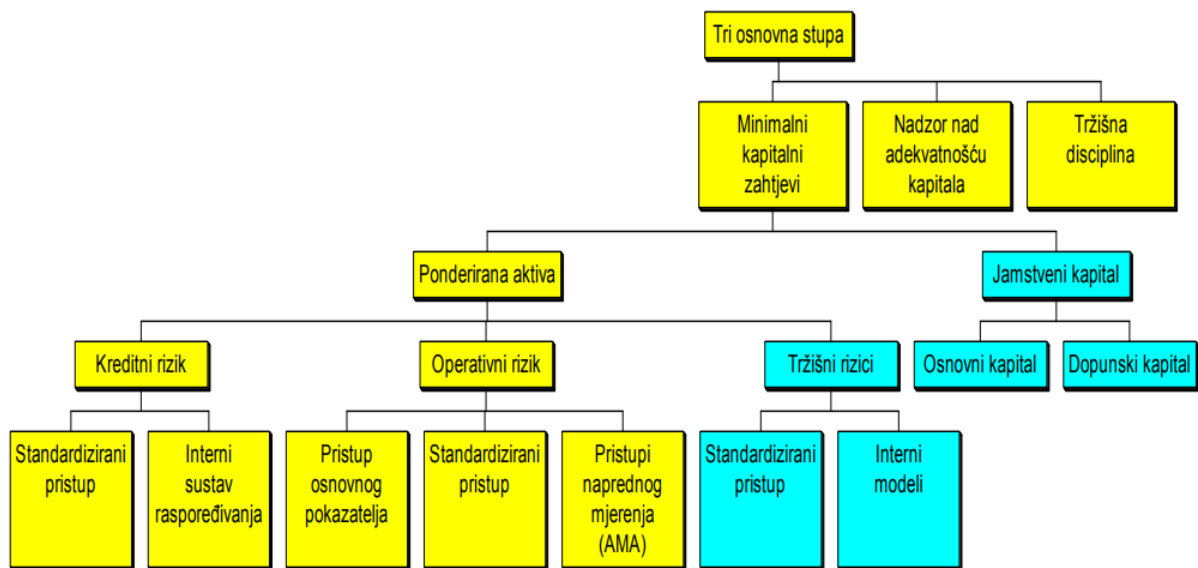 Tri osnovna stupa
Minimalni
kapitalni
zahtjevi
Nadzor nad
adekvatnošću
kapitala
Tržišna
disciplina
Ponderirana aktiva
Jamstveni kapital
Kreditni rizik
Operativni rizik
Tržišni rizici
Osnovni kapital
Dopunski kapital
Standardizirani
pristup
Interni
sustav
raspoređivanja
Pristup
osnovnog
pokazatelja
Standardizirani
pristup
Pristupi
naprednog
mjerenja
(AMA)
Standardizirani
pristup
Interni
modeli